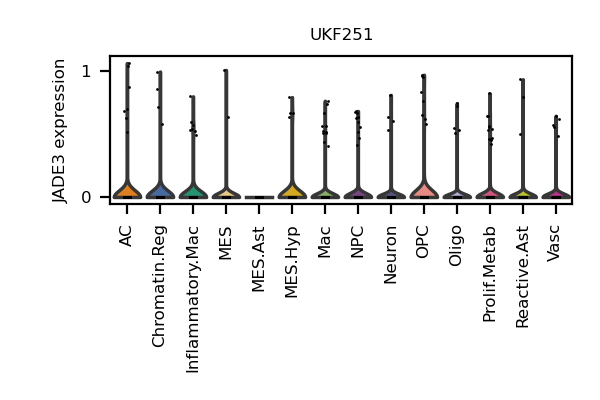 UKF251
JADE3 expression
1
0
AC
Chromatin.Reg
Inflammatory.Mac
MES
MES.Ast
MES.Hyp
Mac
NPC
Neuron
OPC
Oligo
Prolif.Metab
Reactive.Ast
Vasc